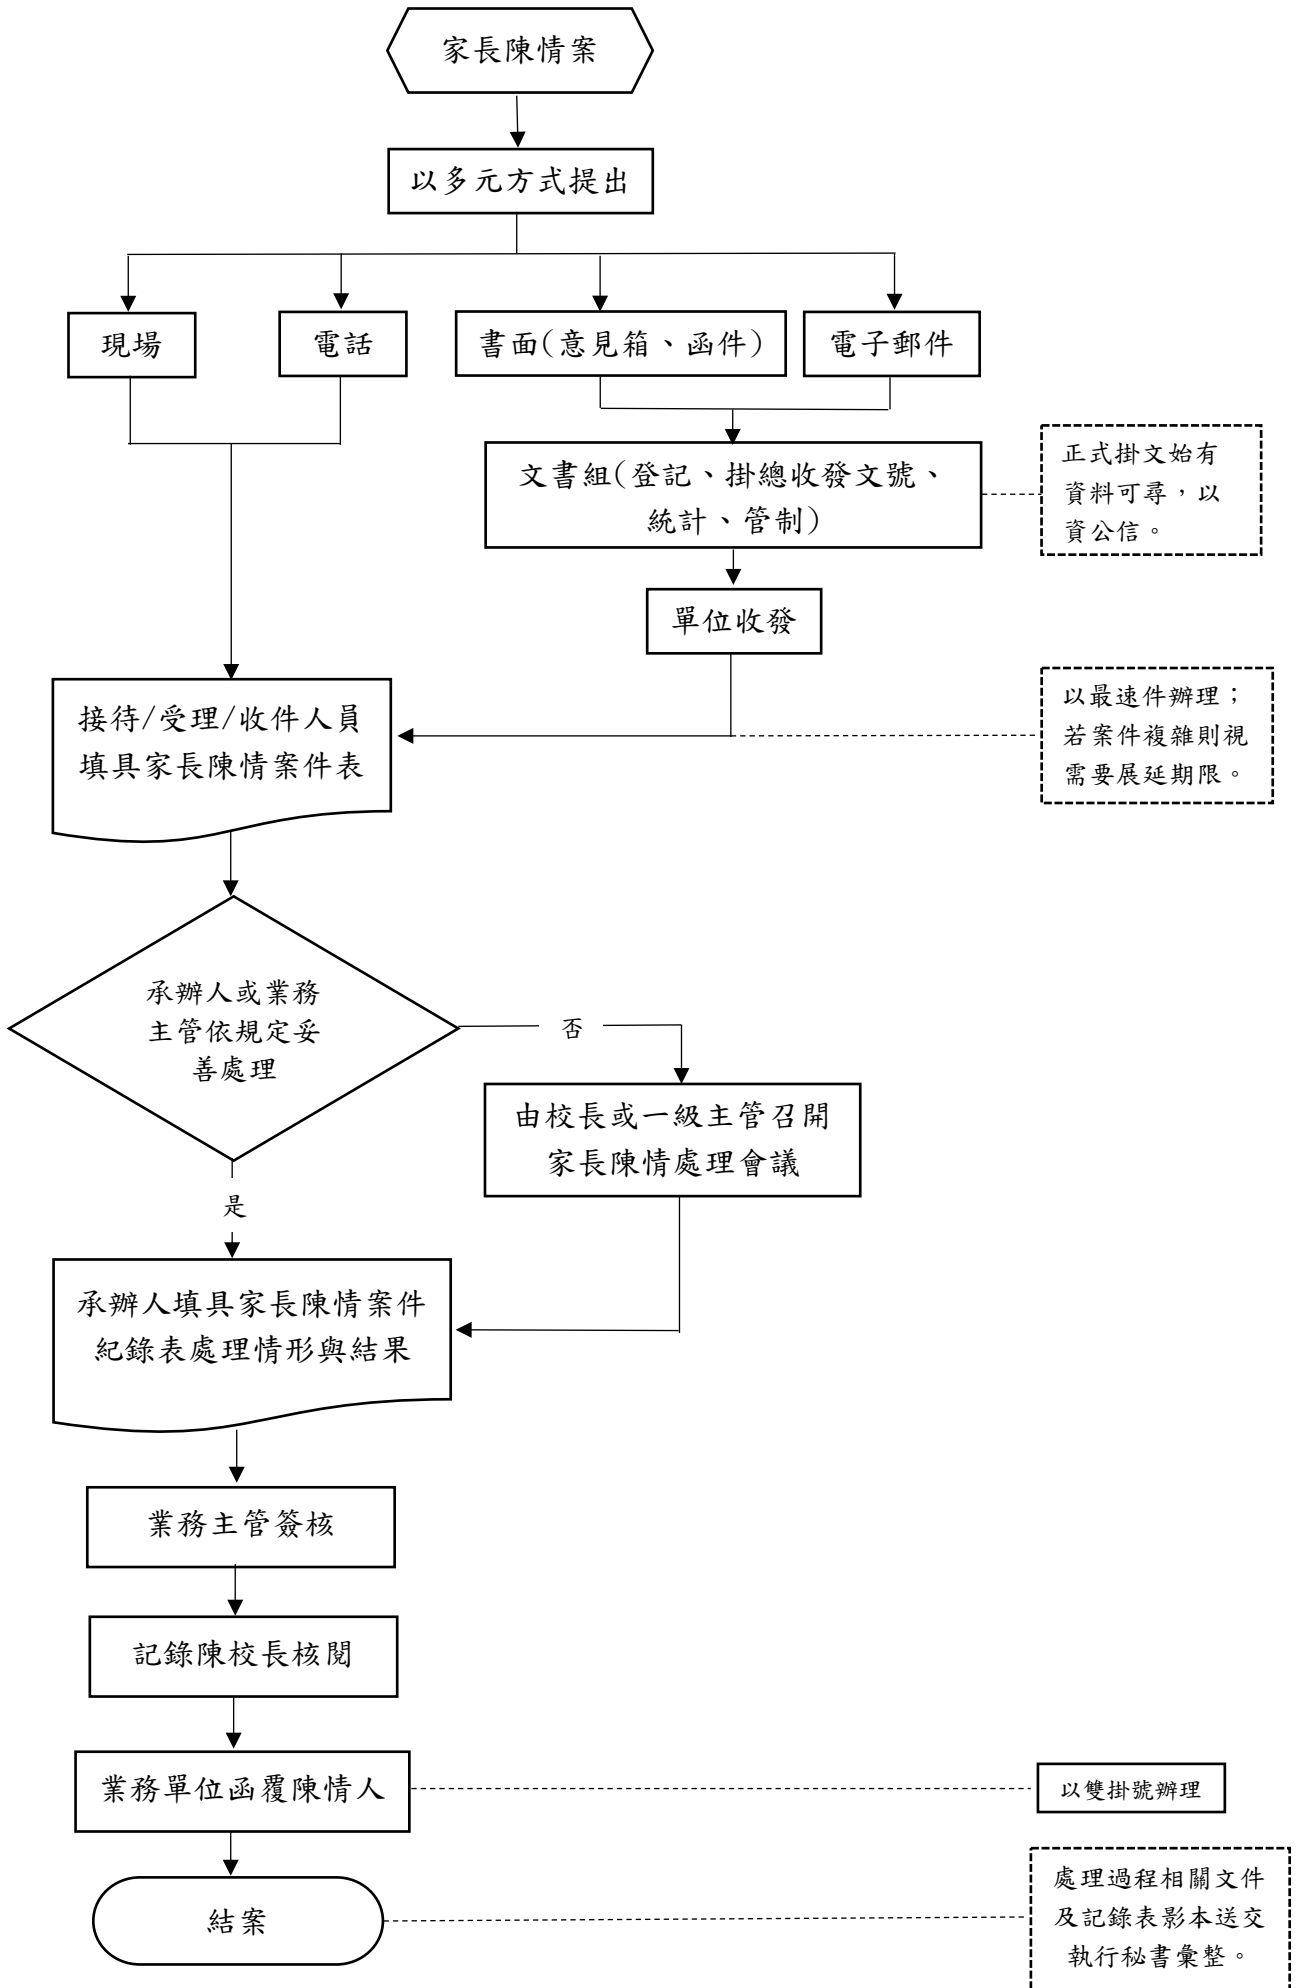 家長陳情案
以多元方式提出
現場
電話
書面(意見箱、函件)
電子郵件
文書組(登記、掛總收發文號、
統計、管制)
正式掛文始有
資料可尋，以
資公信。
單位收發
接待/受理/收件人員
填具家長陳情案件表
以最速件辦理；
若案件複雜則視
需要展延期限。
承辦人或業務
主管依規定妥
善處理
否
由校長或一級主管召開
家長陳情處理會議
是
承辦人填具家長陳情案件
紀錄表處理情形與結果
業務主管簽核
記錄陳校長核閱
業務單位函覆陳情人
以雙掛號辦理
結案
處理過程相關文件
及記錄表影本送交
執行秘書彙整。